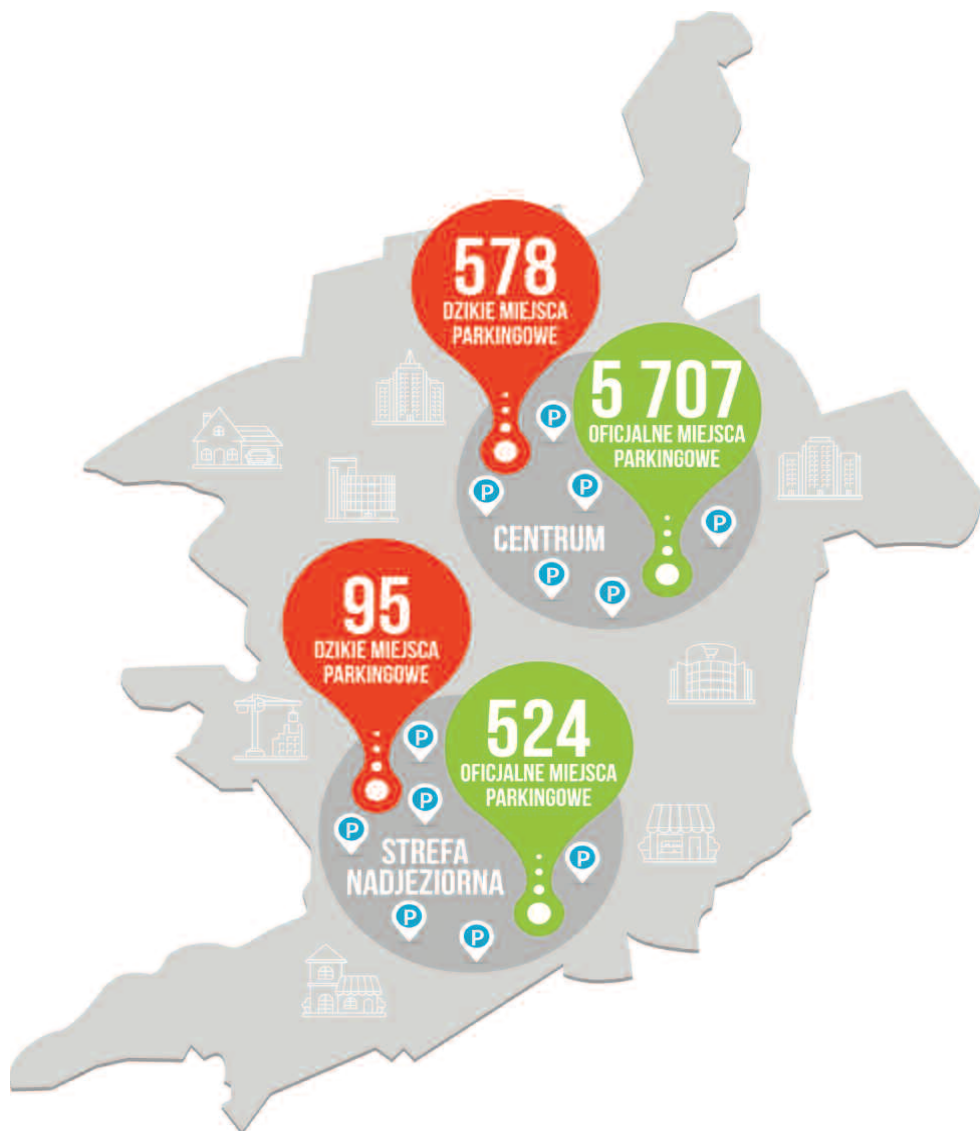 578
DZIKIE MIEJSCA
PARKINGOWE
5 707
OFICJALNE MIEJSCA
PARKINGOWE
P
P
P
P
P
P
CENTRUM
95
DZIKIE MIEJSCA
PARKINGOWE
524
OFICJALNE MIEJSCA
PARKINGOWE
P
P
P
P
P
P
STREFA
NADJEZIORNA